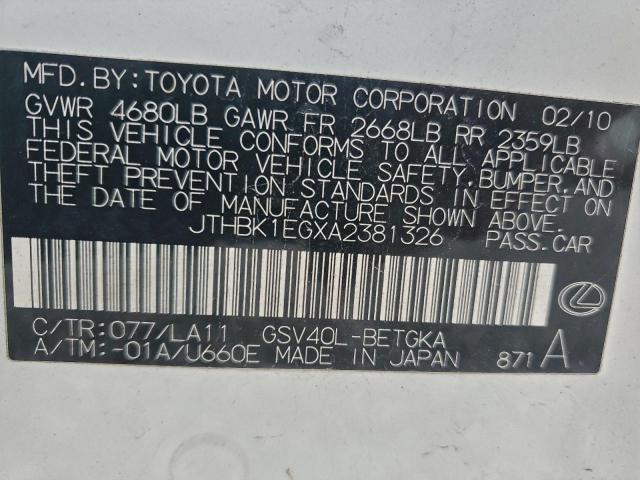 MFD. BY: TOYOTA MOTOR CORPORATION 02/10
GVWR 4680LB GAWR FR 2668LB RR 2359LB
THIS VEHICLE CONFORMS TO ALL APPLICABLE
FEDERAL MOTOR VEHICLE SAFETY, BUMPER, AND
THEFT PREVENTION STANDARDS IN EFFECT ON
THE DATE OF MANUFACTURE SHOWN ABOVE.
JTHBK1EGXA2381326 PASS. CAR
C/TR: 077/LA11 GSV40L-BETGKA
A/TM: -01A/U660E MADE IN JAPAN 871 A